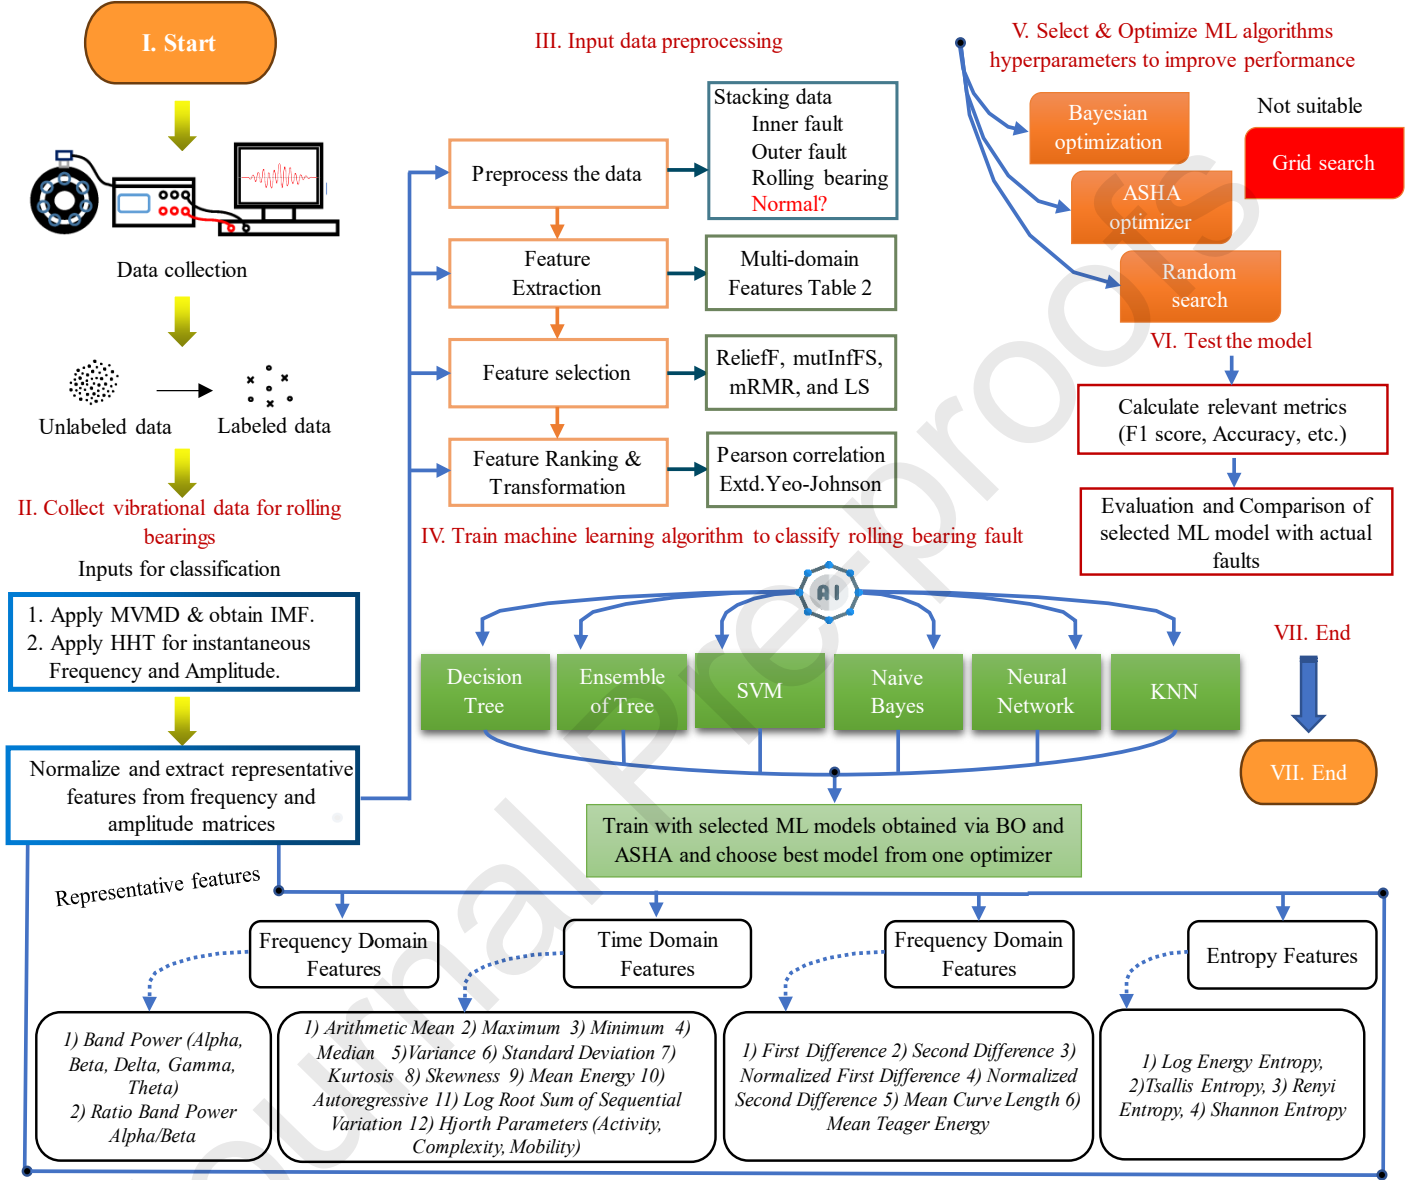 I. Start
Data collection
Unlabeled data
Labeled data
II. Collect vibrational data for rolling
bearings
Inputs for classification
1. Apply MVMD & obtain IMF.
2. Apply HHT for instantaneous
Frequency and Amplitude.
Normalize and extract representative
features from frequency and
amplitude matrices
III. Input data preprocessing
Preprocess the data
Stacking data
Inner fault
Outer fault
Rolling bearing
Normal?
Feature
Extraction
Multi-domain
Features Table 2
Feature selection
ReliefF, mutInfFS,
mRMR, and LS
Feature Ranking &
Transformation
Pearson correlation
Extd.Yeo-Johnson
IV. Train machine learning algorithm to classify rolling bearing fault
AI
Decision
Tree
Ensemble
of Tree
SVM
Naive
Bayes
Neural
Network
KNN
Train with selected ML models obtained via BO and
ASHA and choose best model from one optimizer
V. Select & Optimize ML algorithms
hyperparameters to improve performance
Bayesian
optimization
ASHA
optimizer
Random
search
Not suitable
Grid search
VI. Test the model
Calculate relevant metrics
(F1 score, Accuracy, etc.)
Evaluation and Comparison of
selected ML model with actual
faults
VII. End
VII. End
Representative features
Frequency Domain
Features
Time Domain
Features
Frequency Domain
Features
Entropy Features
1) Band Power (Alpha,
Beta, Delta, Gamma,
Theta)
2) Ratio Band Power
Alpha/Beta
1) Arithmetic Mean 2) Maximum 3) Minimum 4)
Median 5)Variance 6) Standard Deviation 7)
Kurtosis 8) Skewness 9) Mean Energy 10)
Autoregressive 11) Log Root Sum of Sequential
Variation 12) Hjorth Parameters (Activity,
Complexity, Mobility)
1) First Difference 2) Second Difference 3)
Normalized First Difference 4) Normalized
Second Difference 5) Mean Curve Length 6)
Mean Teager Energy
1) Log Energy Entropy,
2)Tsallis Entropy, 3) Renyi
Entropy, 4) Shannon Entropy
ournal Pre-proofs